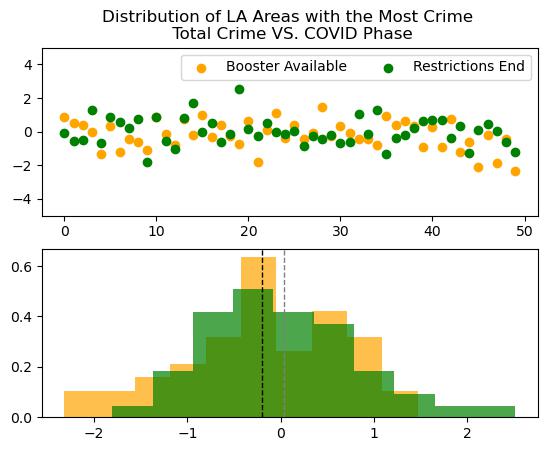 Distribution of LA Areas with the Most Crime
Total Crime VS. COVID Phase
Booster Available Restrictions End
4
2
0
−2
−4
0 10 20 30 40 50
0.6
0.4
0.2
0.0
−2 −1 0 1 2